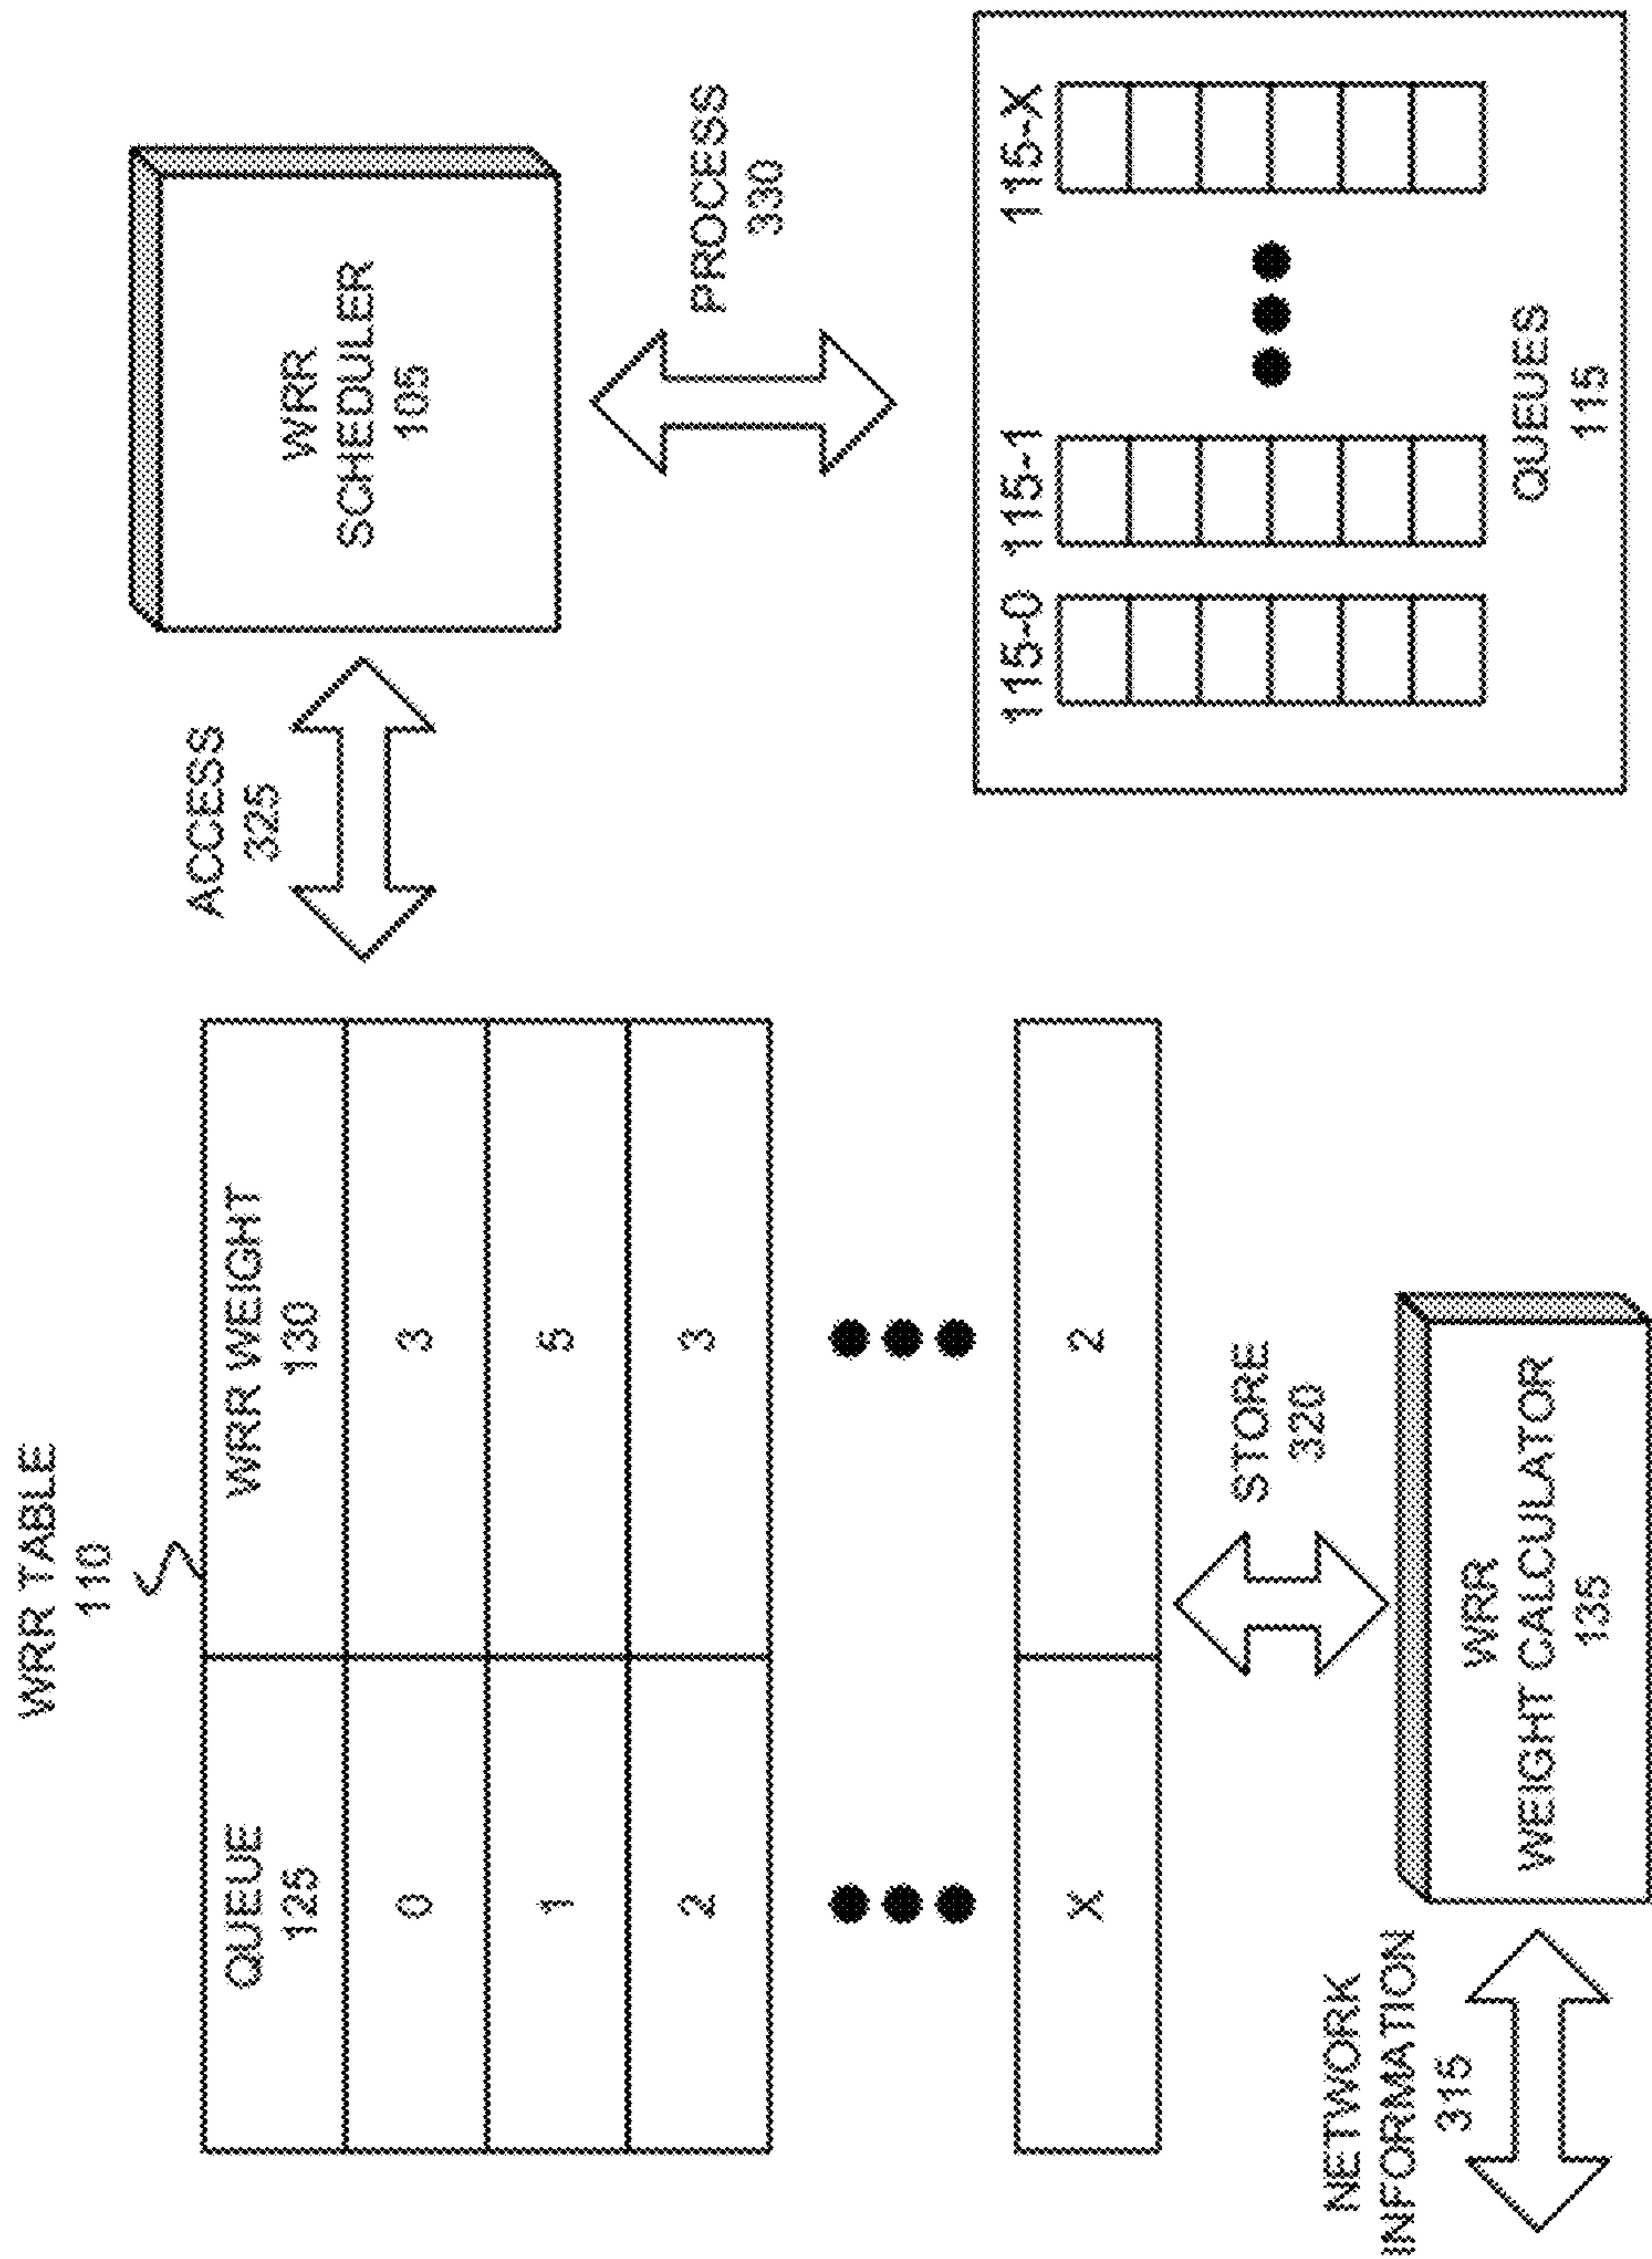 WRR TABLE
110
QUEUE
125
WRR WEIGHT
130
0
3
1
5
2
3
X
2
ACCESS
325
WRR
SCHEDULER
105
PROCESS
330
115-0
115-1
115-X
QUEUES
115
STORE
320
WRR
WEIGHT CALCULATOR
135
NETWORK
INFORMATION
315